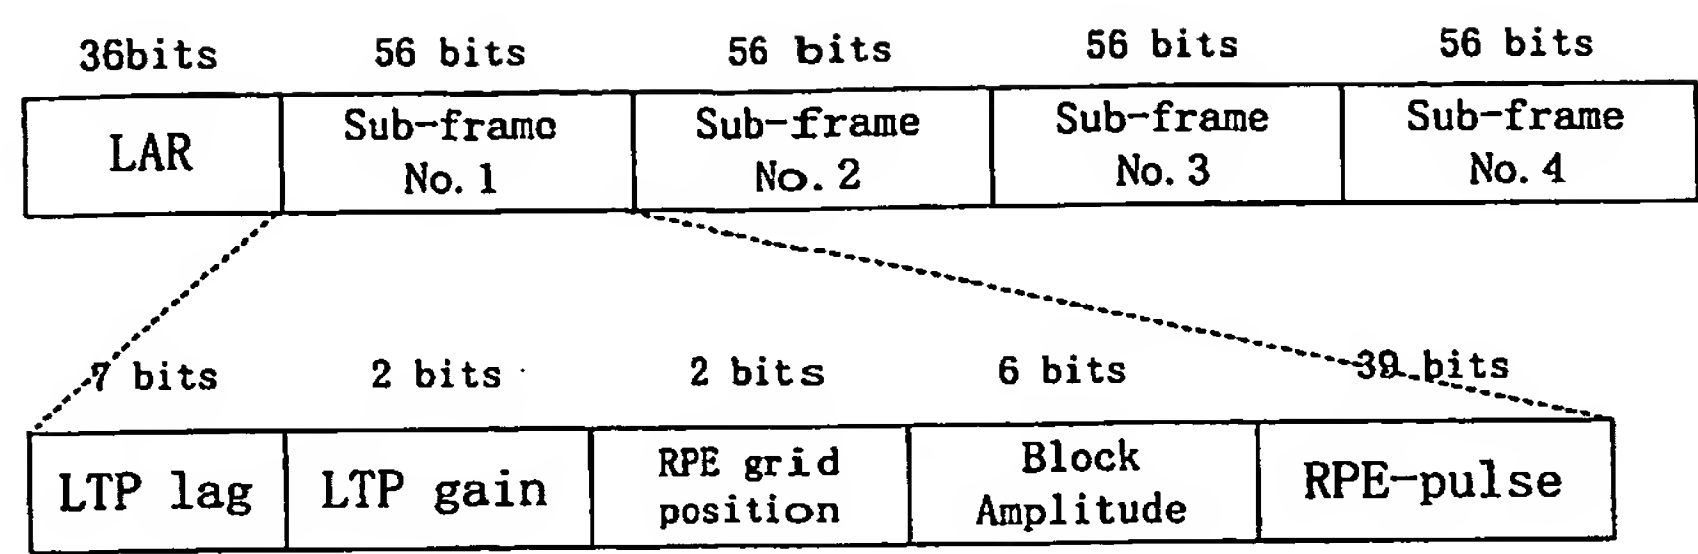 36bits 56 bits 56 bits 56 bits 56 bits
LAR
Sub-frame
No. 1
Sub-frame
No. 2
Sub-frame
No. 3
Sub-frame
No. 4
7 bits 2 bits 2 bits 6 bits 39 bits
LTP lag
LTP gain
RPE grid
position
Block
Amplitude
RPE-pulse